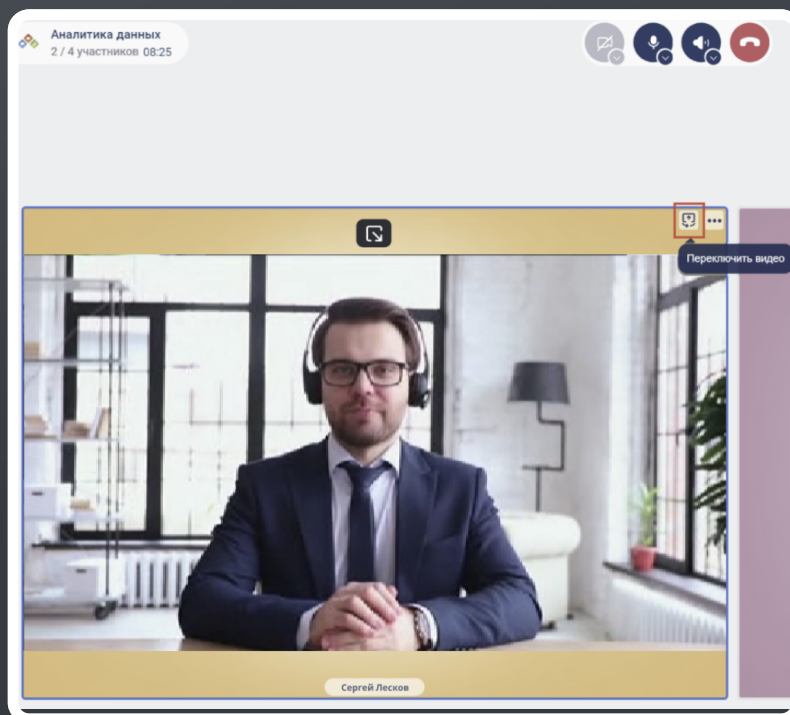 Аналитика данных
2 / 4 участников 08:25
Переключить видео
Сергей Лесков